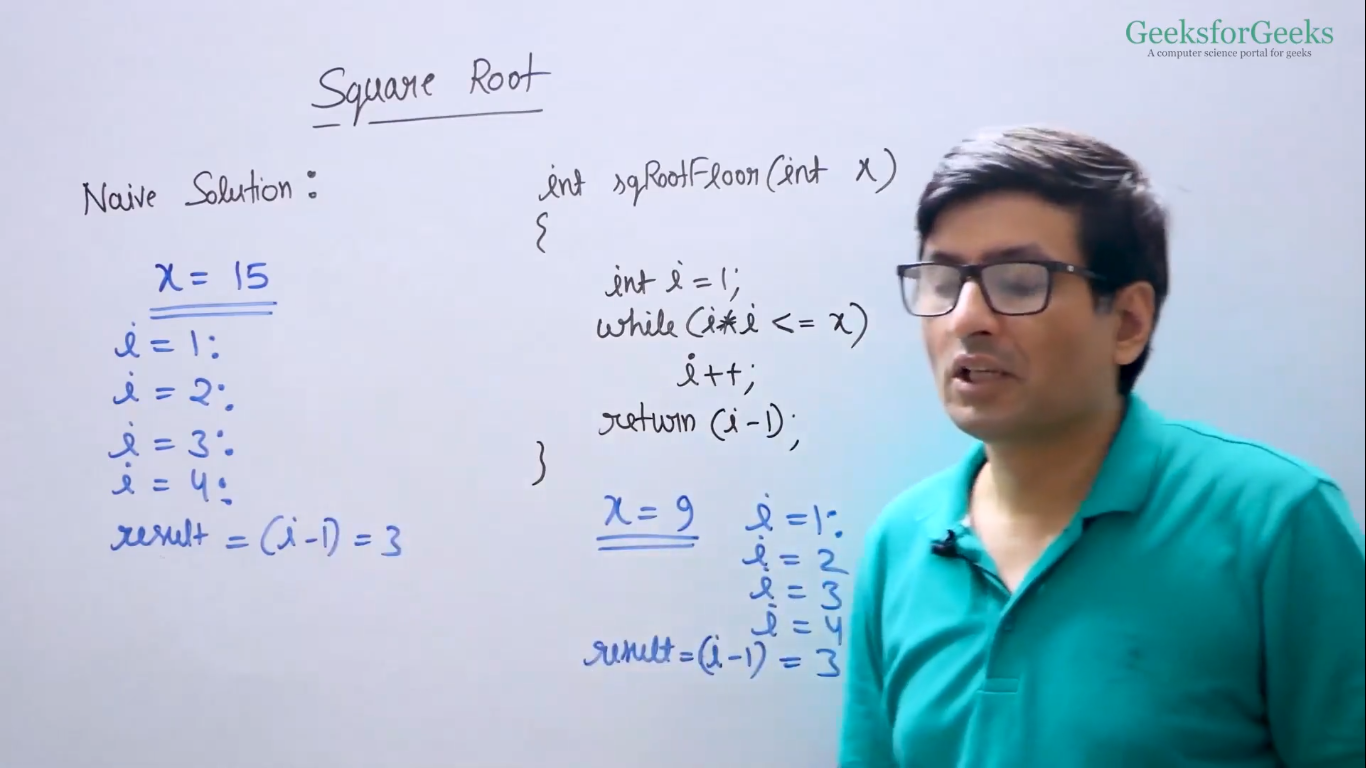 GeeksforGeeks
A computer science portal for geeks
Square Root
Naive Solution:
x = 15
i = 1:
i = 2:
i = 3:
i = 4:
result = (i-1) = 3
int sqRootFloor(int x)
{
int i = 1;
while (i*i <= x)
i++;
return (i-1);
}
x = 9
i = 1:
i = 2
i = 3
i = 4
result = (i-1) = 3